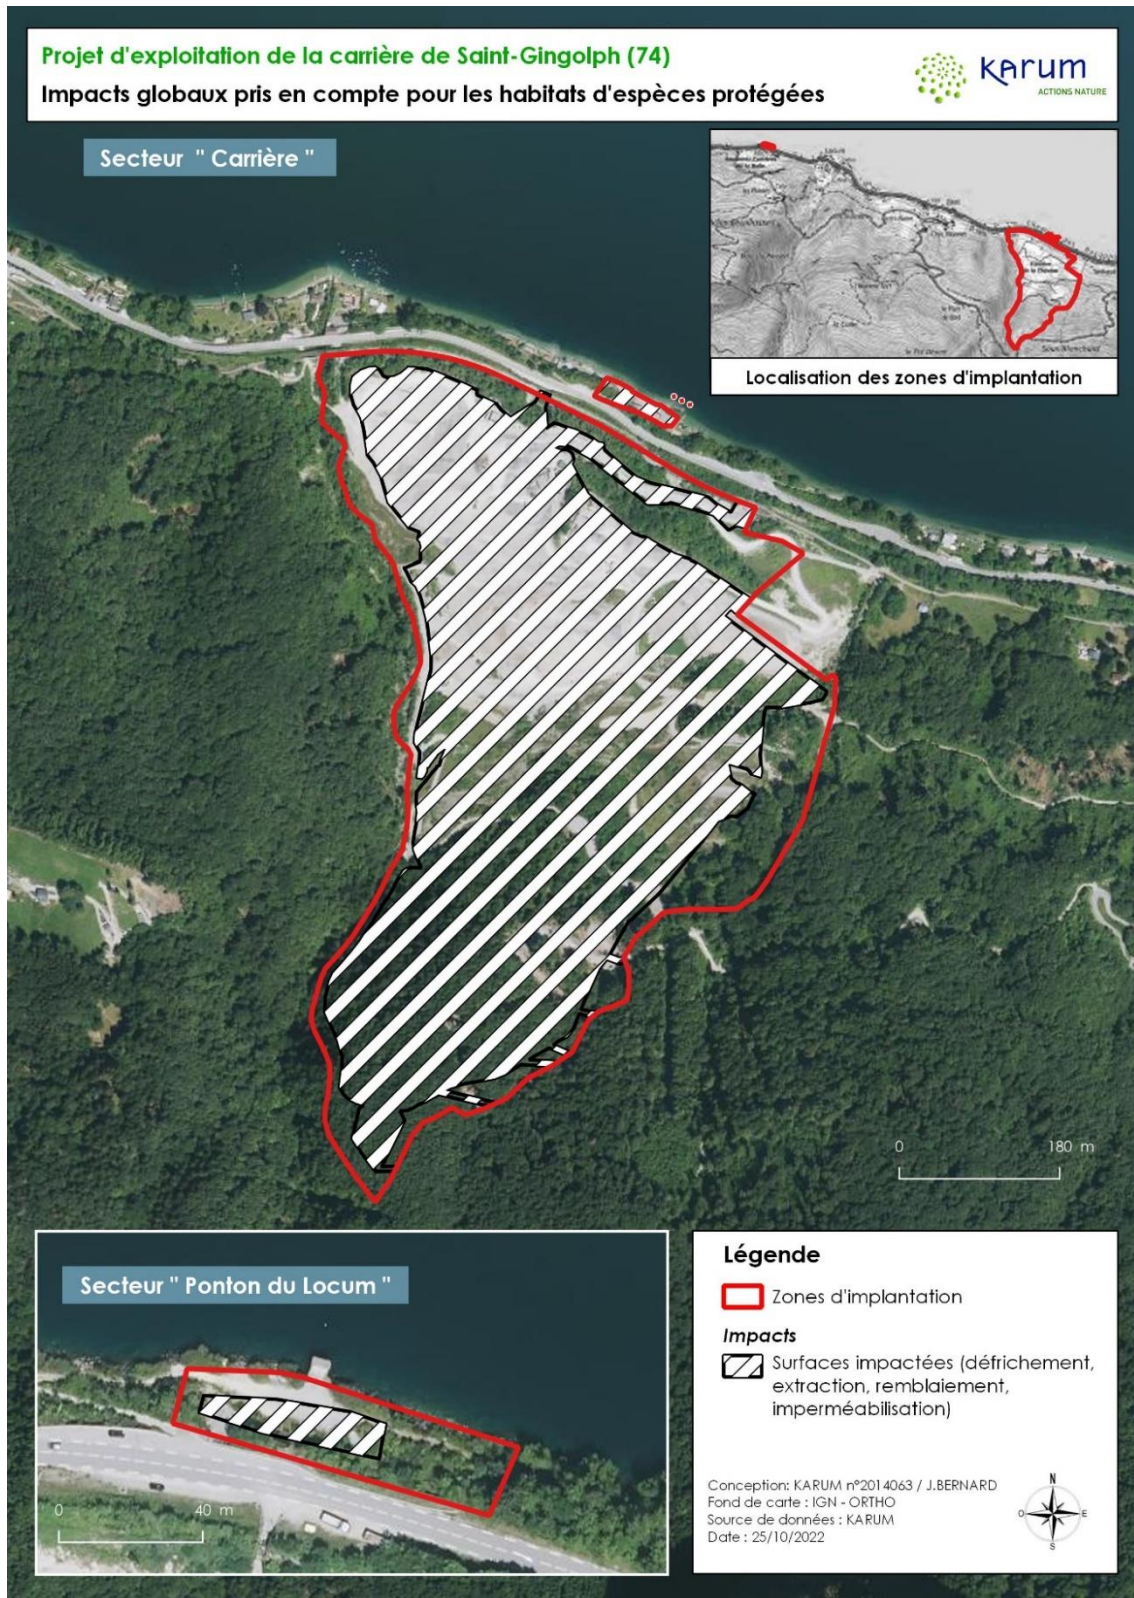 Projet d'exploitation de la carrière de Saint-Gingolph (74)
Impacts globaux pris en compte pour les habitats d'espèces protégées
KARUM
ACTIONS NATURE
Secteur " Carrière "
Localisation des zones d'implantation
0 180 m
Secteur " Ponton du Locum "
0 40 m
Légende
Zones d'implantation
Impacts
Surfaces impactées (défrichement,
extraction, remblaiement,
imperméabilisation)
Conception: KARUM n°2014063 / J.BERNARD
Fond de carte : IGN - ORTHO
Source de données : KARUM
Date : 25/10/2022
N
O E
S